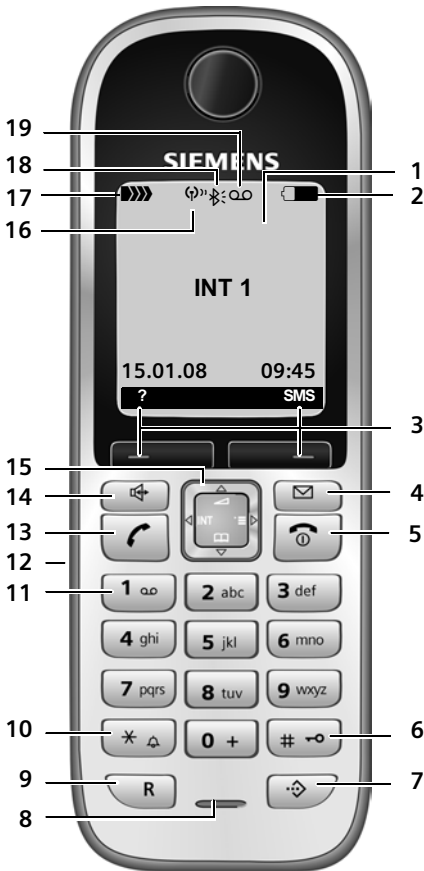 19
18
SIEMENS
1
17
2
16
INT 1
15.01.08 09:45
? SMS
3
15
14
4
INT
13
5
12
11
1 2 abc 3 def
4 ghi 5 jkl 6 mno
7 pqrs 8 tuv 9 wxyz
10
* 0 + #
6
9
R
7
8